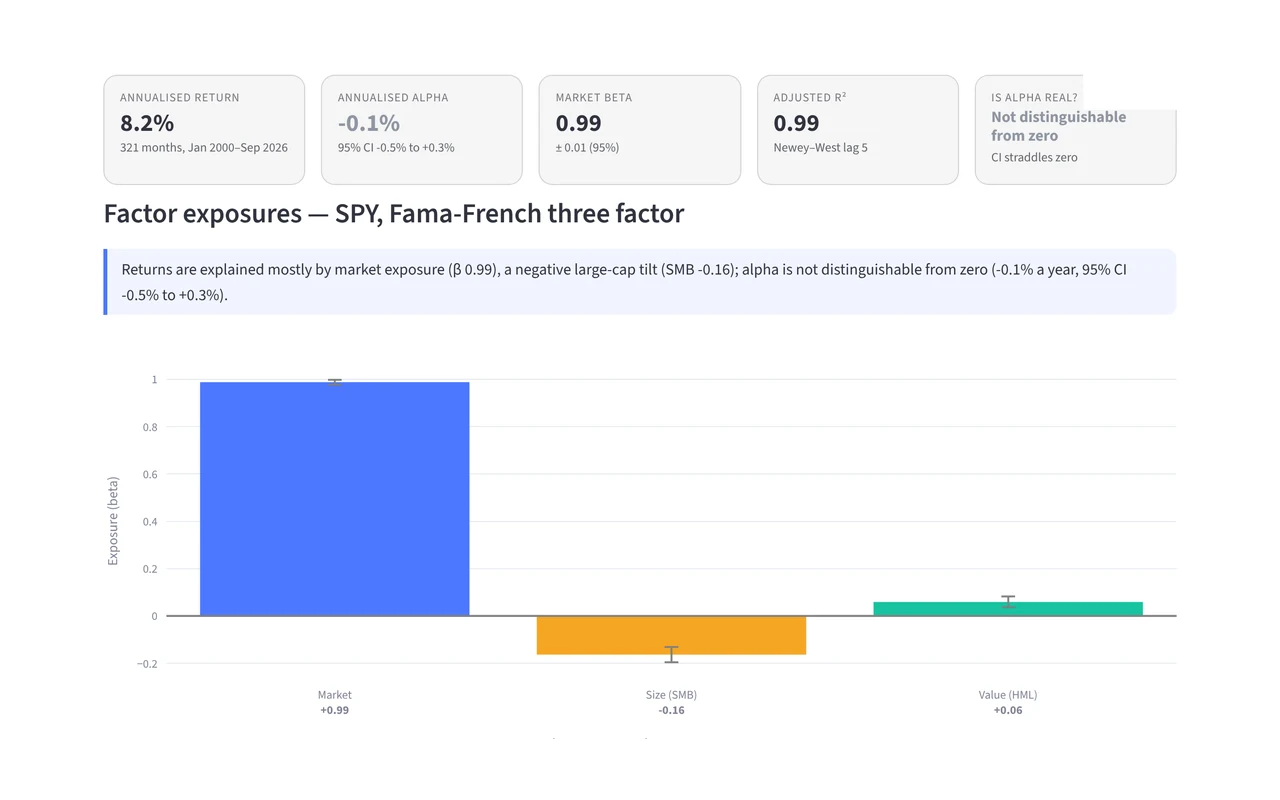 ANNUALISED RETURN
8.2%
321 months, Jan 2000–Sep 2026
ANNUALISED ALPHA
-0.1%
95% CI -0.5% to +0.3%
MARKET BETA
0.99
± 0.01 (95%)
ADJUSTED R²
0.99
Newey–West lag 5
IS ALPHA REAL?
Not distinguishable
from zero
CI straddles zero
Factor exposures — SPY, Fama-French three factor
Returns are explained mostly by market exposure (β 0.99), a negative large-cap tilt (SMB -0.16); alpha is not distinguishable from zero (-0.1% a year, 95% CI
-0.5% to +0.3%).
Exposure (beta)
1
0.8
0.6
0.4
0.2
0
−0.2
Market
+0.99
Size (SMB)
-0.16
Value (HML)
+0.06